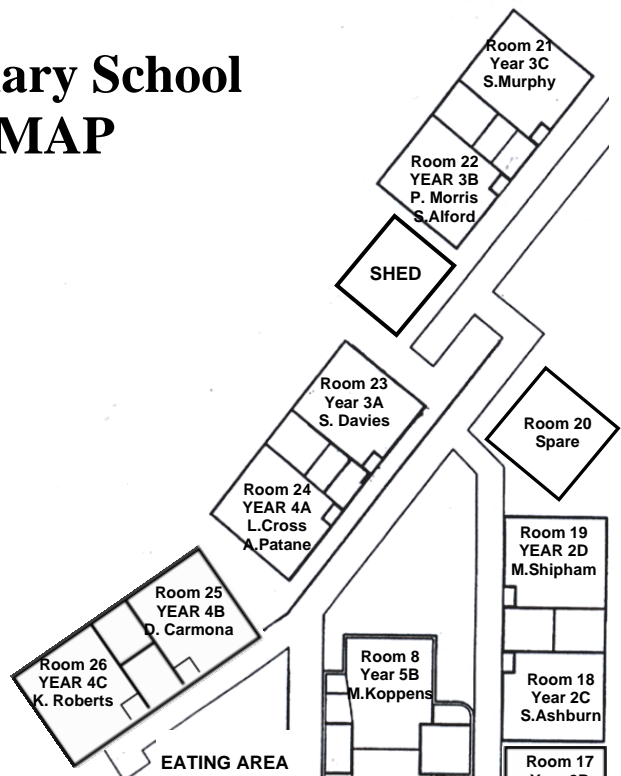 ary School
MAP
Room 21
Year 3C
S.Murphy
Room 22
YEAR 3B
P. Morris
S.Alford
SHED
Room 23
Year 3A
S. Davies
Room 20
Spare
Room 24
YEAR 4A
L.Cross
A.Patane
Room 19
YEAR 2D
M.Shipham
Room 25
YEAR 4B
D. Carmona
Room 26
YEAR 4C
K. Roberts
Room 8
Year 5B
M.Koppens
Room 18
Year 2C
S.Ashburn
EATING AREA
Room 17